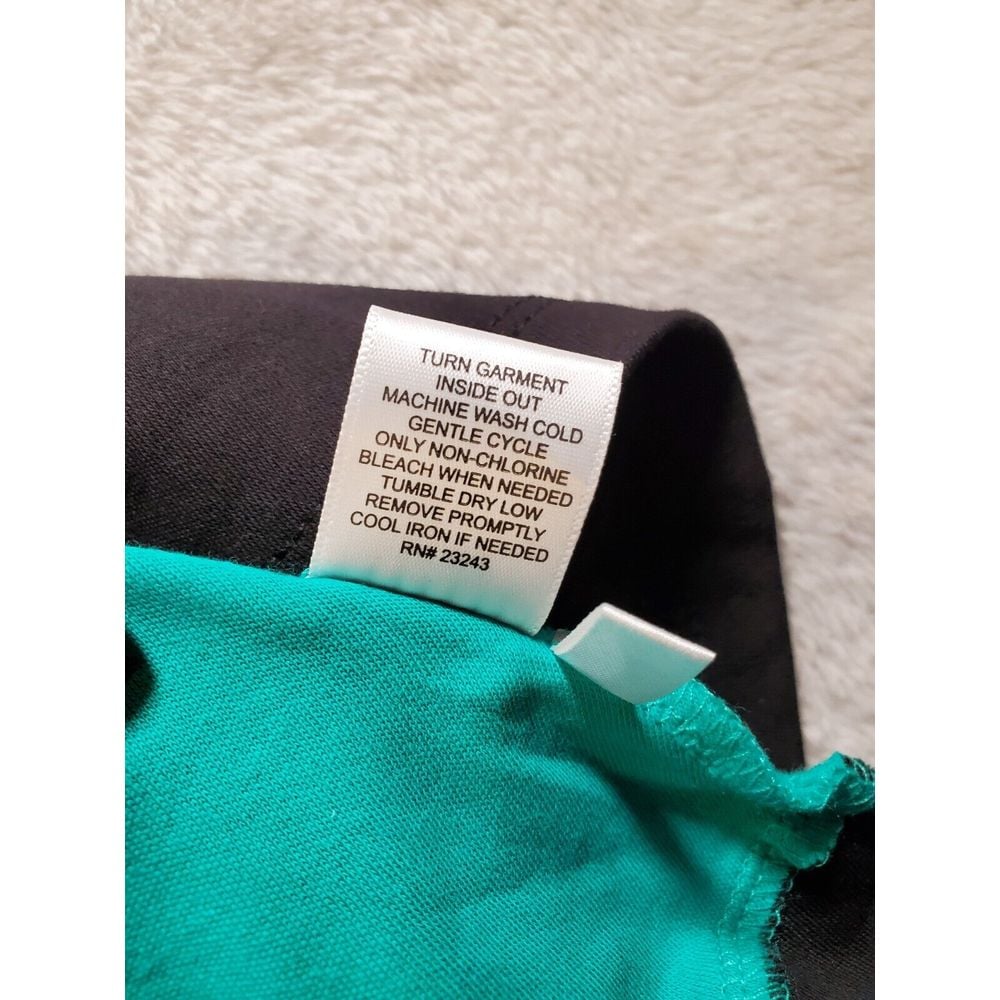 TURN GARMENT
INSIDE OUT
MACHINE WASH COLD
GENTLE CYCLE
ONLY NON-CHLORINE
BLEACH WHEN NEEDED
TUMBLE DRY LOW
REMOVE PROMPTLY
COOL IRON IF NEEDED
RN# 23243